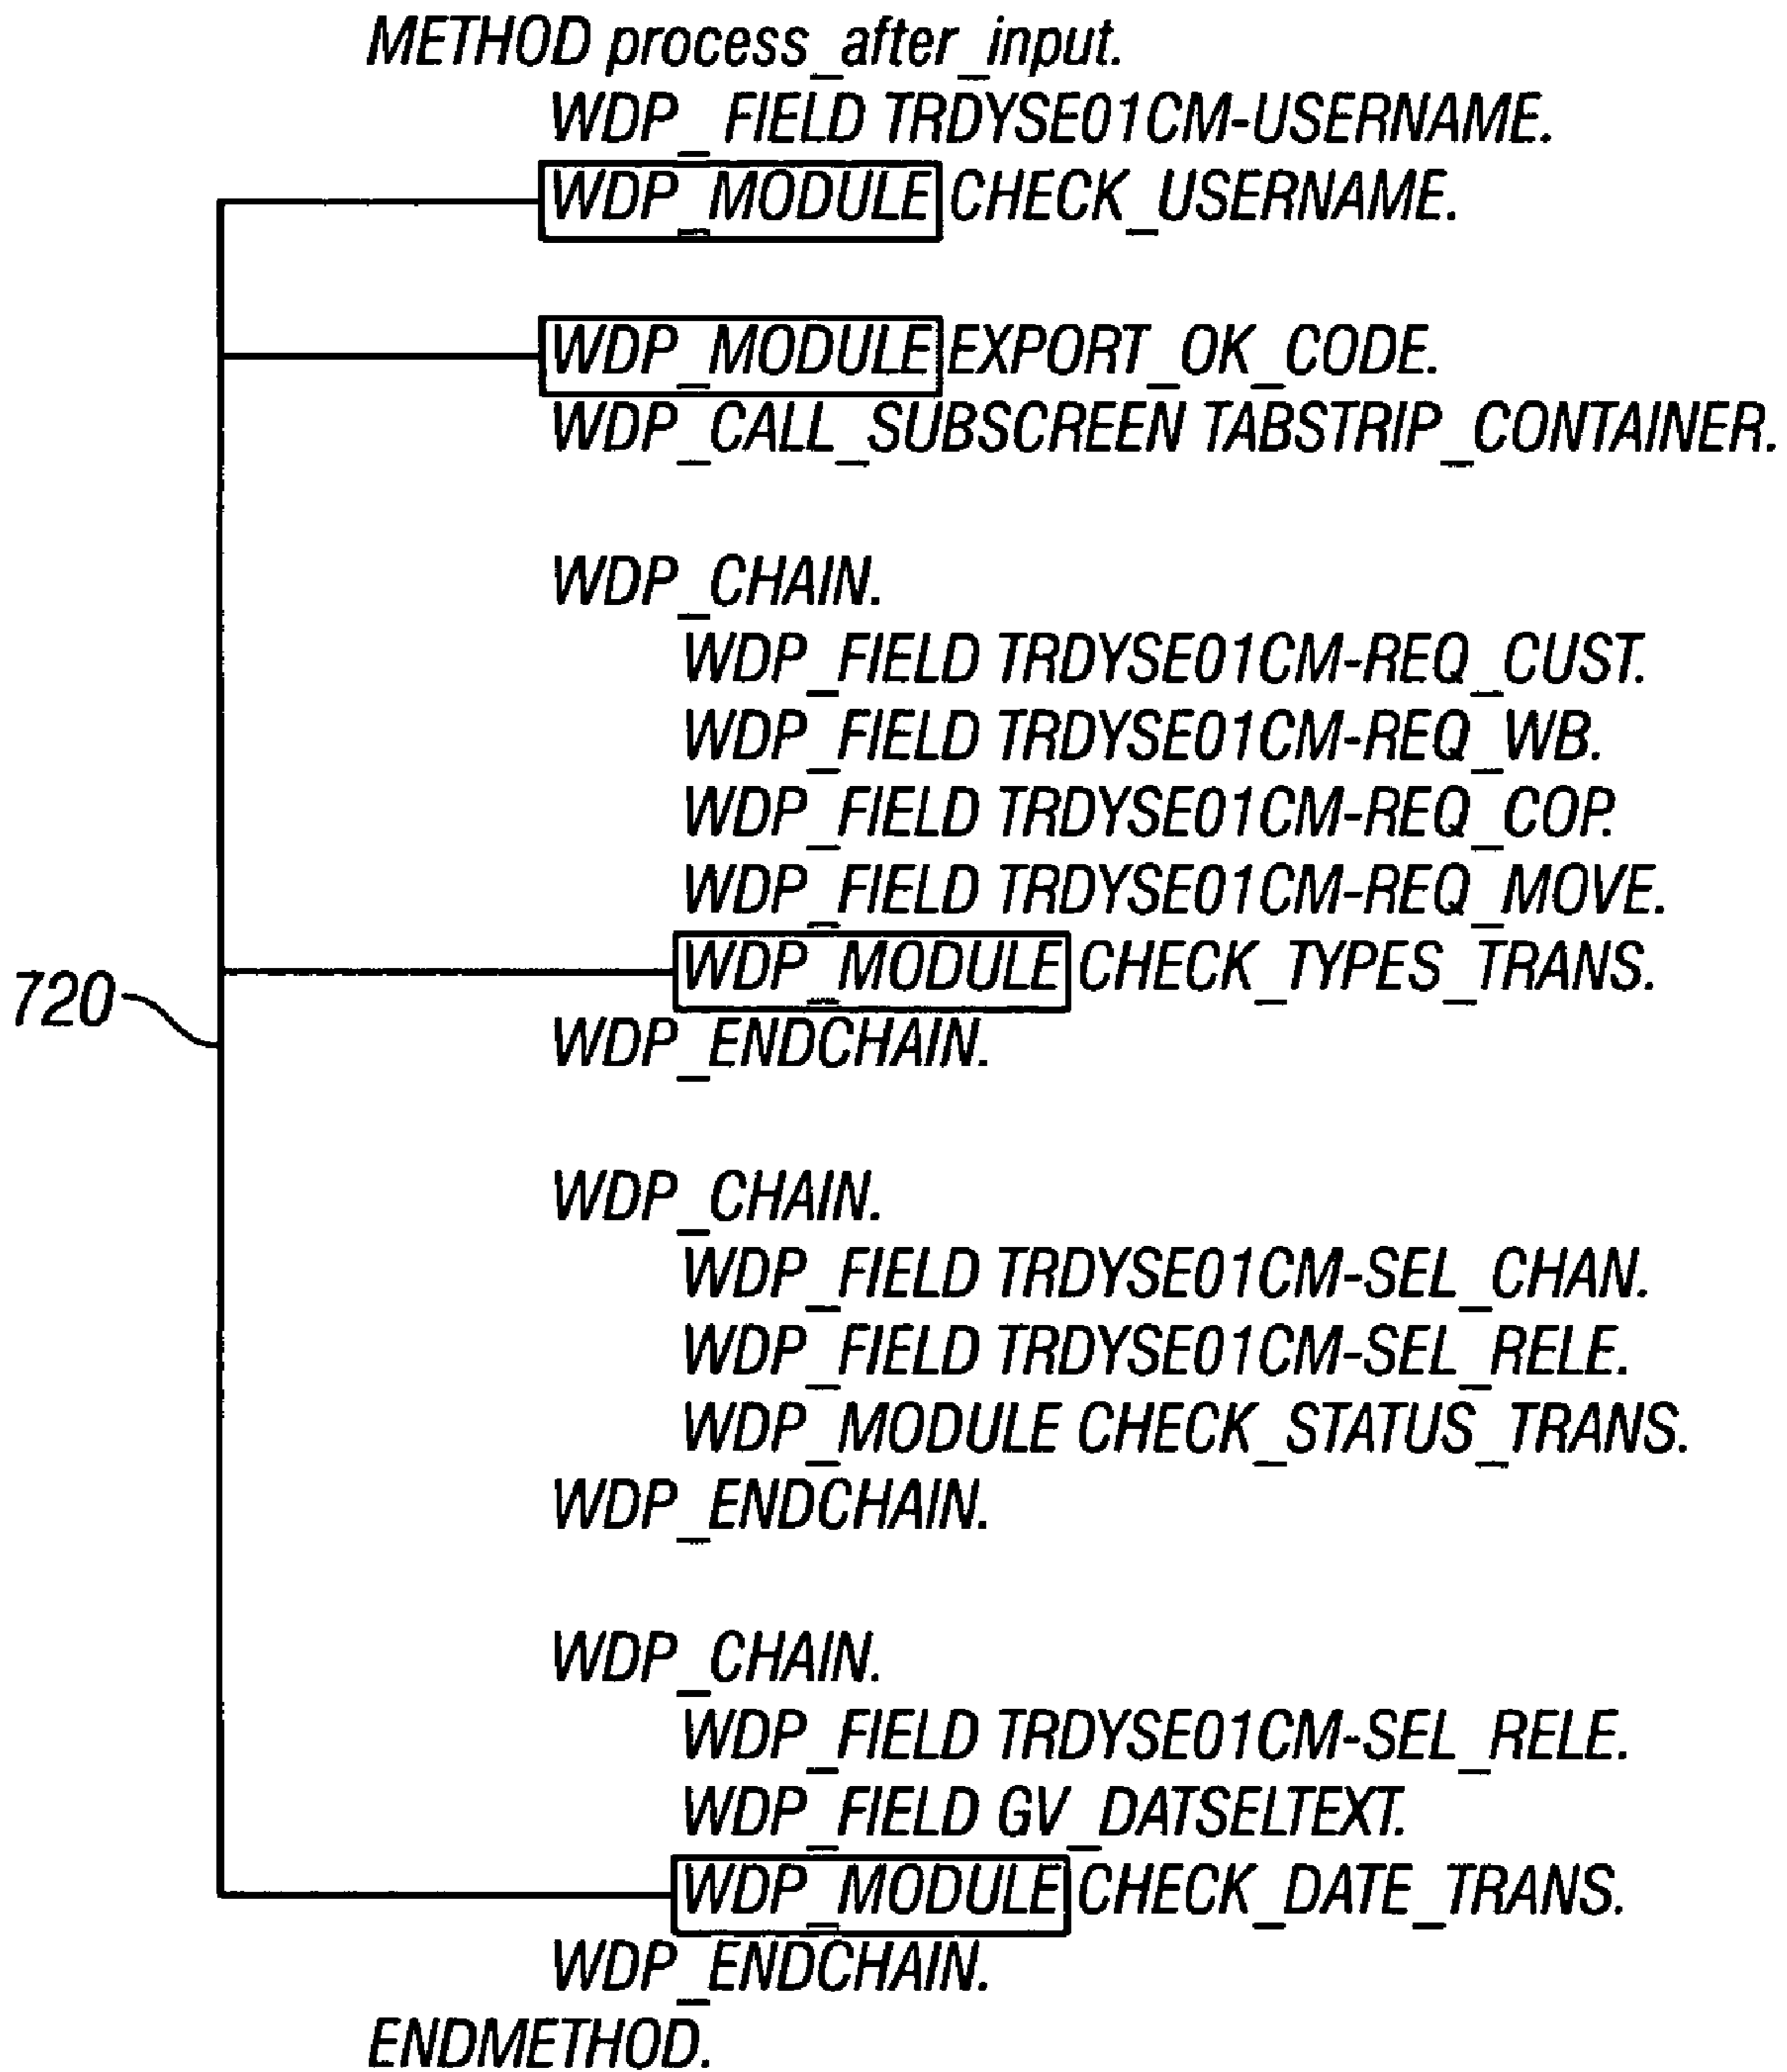 METHOD process_after_input.
WDP_FIELD TRDYSE01CM-USERNAME.
WDP_MODULE CHECK_USERNAME.
WDP_MODULE EXPORT_OK_CODE.
WDP_CALL_SUBSCREEN TABSTRIP_CONTAINER.
WDP_CHAIN.
WDP_FIELD TRDYSE01CM-REQ_CUST.
WDP_FIELD TRDYSE01CM-REQ_WB.
WDP_FIELD TRDYSE01CM-REQ_COP.
WDP_FIELD TRDYSE01CM-REQ_MOVE.
WDP_MODULE CHECK_TYPES_TRANS.
720
WDP_ENDCHAIN.
WDP_CHAIN.
WDP_FIELD TRDYSE01CM-SEL_CHAN.
WDP_FIELD TRDYSE01CM-SEL_RELE.
WDP_MODULE CHECK_STATUS_TRANS.
WDP_ENDCHAIN.
WDP_CHAIN.
WDP_FIELD TRDYSE01CM-SEL_RELE.
WDP_FIELD GV_DATSELTEXT.
WDP_MODULE CHECK_DATE_TRANS.
WDP_ENDCHAIN.
ENDMETHOD.